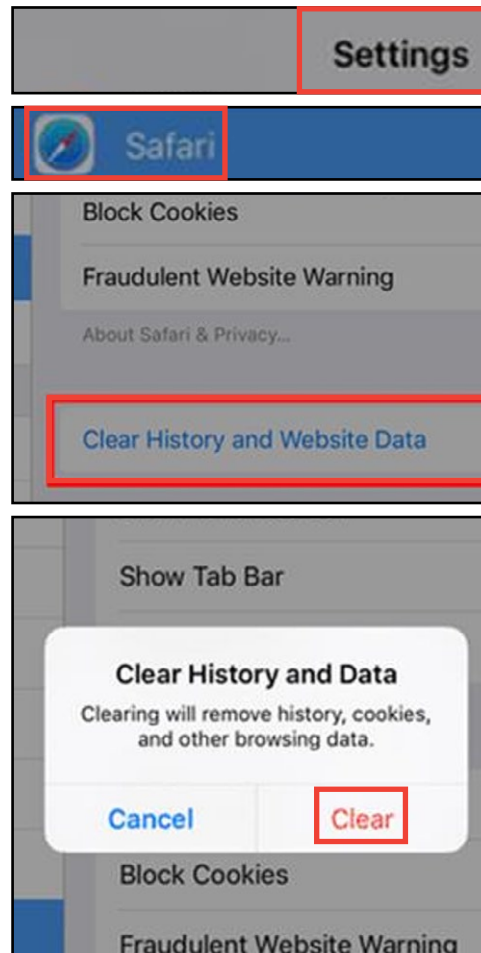 Settings
Safari
Block Cookies
Fraudulent Website Warning
About Safari & Privacy...
Clear History and Website Data
Show Tab Bar
Clear History and Data
Clearing will remove history, cookies,
and other browsing data.
Cancel Clear
Block Cookies
Fraudulent Website Warning